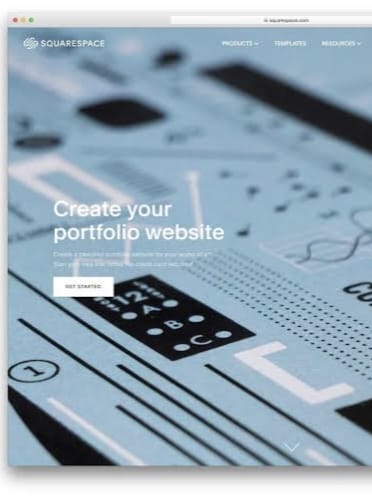 squarespace.com
SQUARESPACE
PRODUCTS
TEMPLATES
RESOURCES
Create your
portfolio website
Create a beautiful portfolio website for your works of art.
Start your free trial today. No credit card required.
GET STARTED
12
A
B
C
1